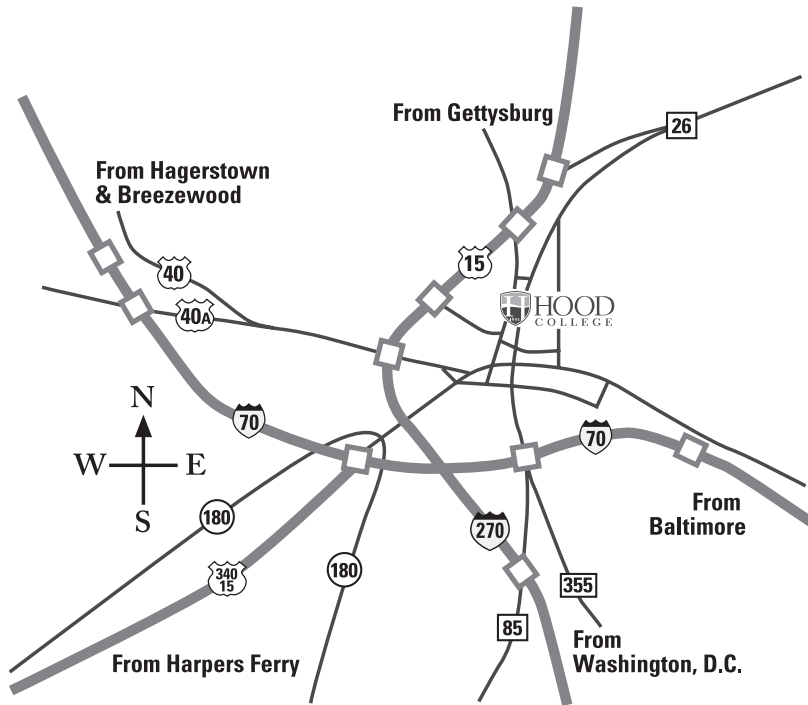 From Gettysburg
26
From Hagerstown
& Breezewood
40
15
HOOD
COLLEGE
40A
N
W E
S
70
70
From
Baltimore
180
270
180
340
15
355
85
From Harpers Ferry
From
Washington, D.C.